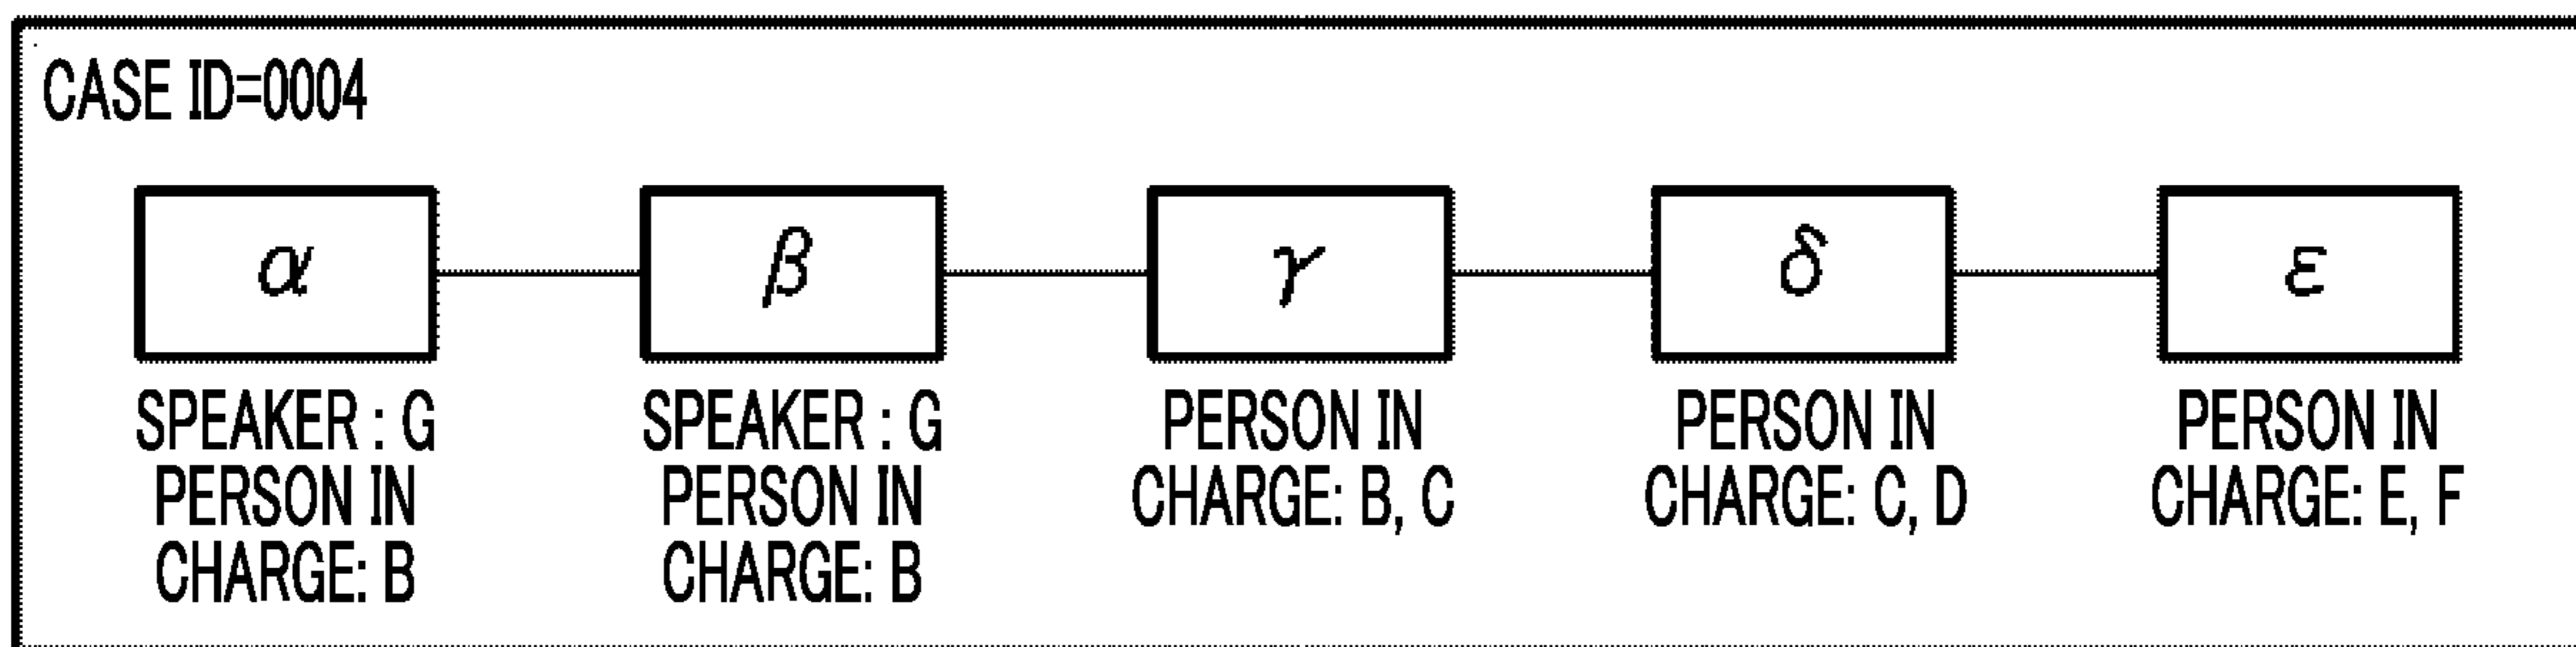 CASE ID=0004
α
β
γ
δ
ε
SPEAKER : G
PERSON IN
CHARGE: B
SPEAKER : G
PERSON IN
CHARGE: B
PERSON IN
CHARGE: B, C
PERSON IN
CHARGE: C, D
PERSON IN
CHARGE: E, F